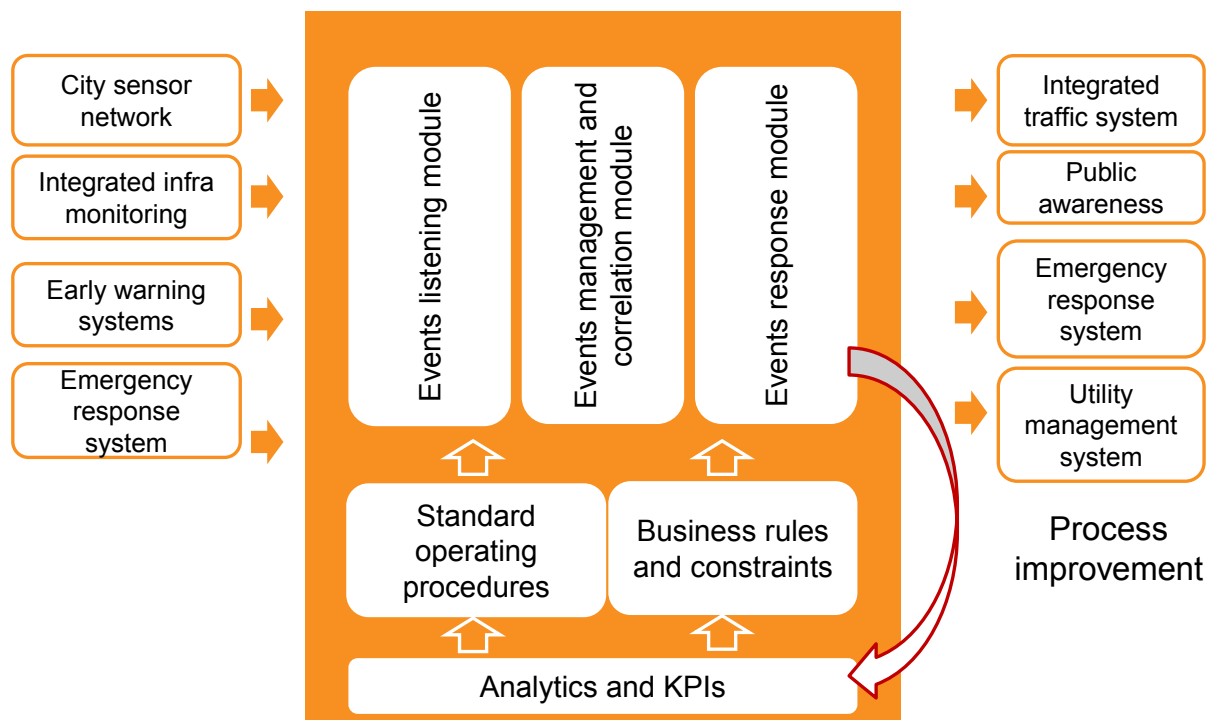 City sensor
network
Integrated infra
monitoring
Early warning
systems
Emergency
response
system
Events listening module
Events management and
correlation module
Events response module
Standard
operating
procedures
Business rules
and constraints
Analytics and KPIs
Integrated
traffic system
Public
awareness
Emergency
response
system
Utility
management
system
Process
improvement